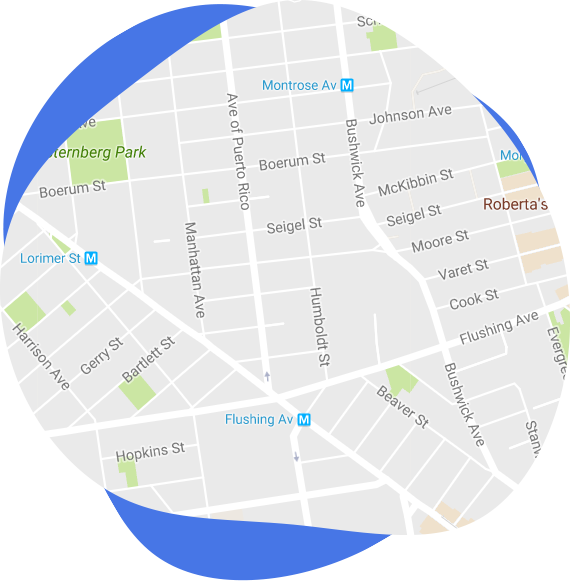 Montrose Av M
Johnson Ave
Ave of Puerto Rico
Bushwick Ave
Boerum St
McKibbin St
Boerum St
Roberta's
Seigel St
Seigel St
Moore St
Manhattan Ave
Lorimer St M
Varet St
Humboldt St
Cook St
Flushing Ave
Harrison Ave
Gerry St
Bartlett St
Beaver St
Bushwick Ave
Flushing Av M
Hopkins St
Park